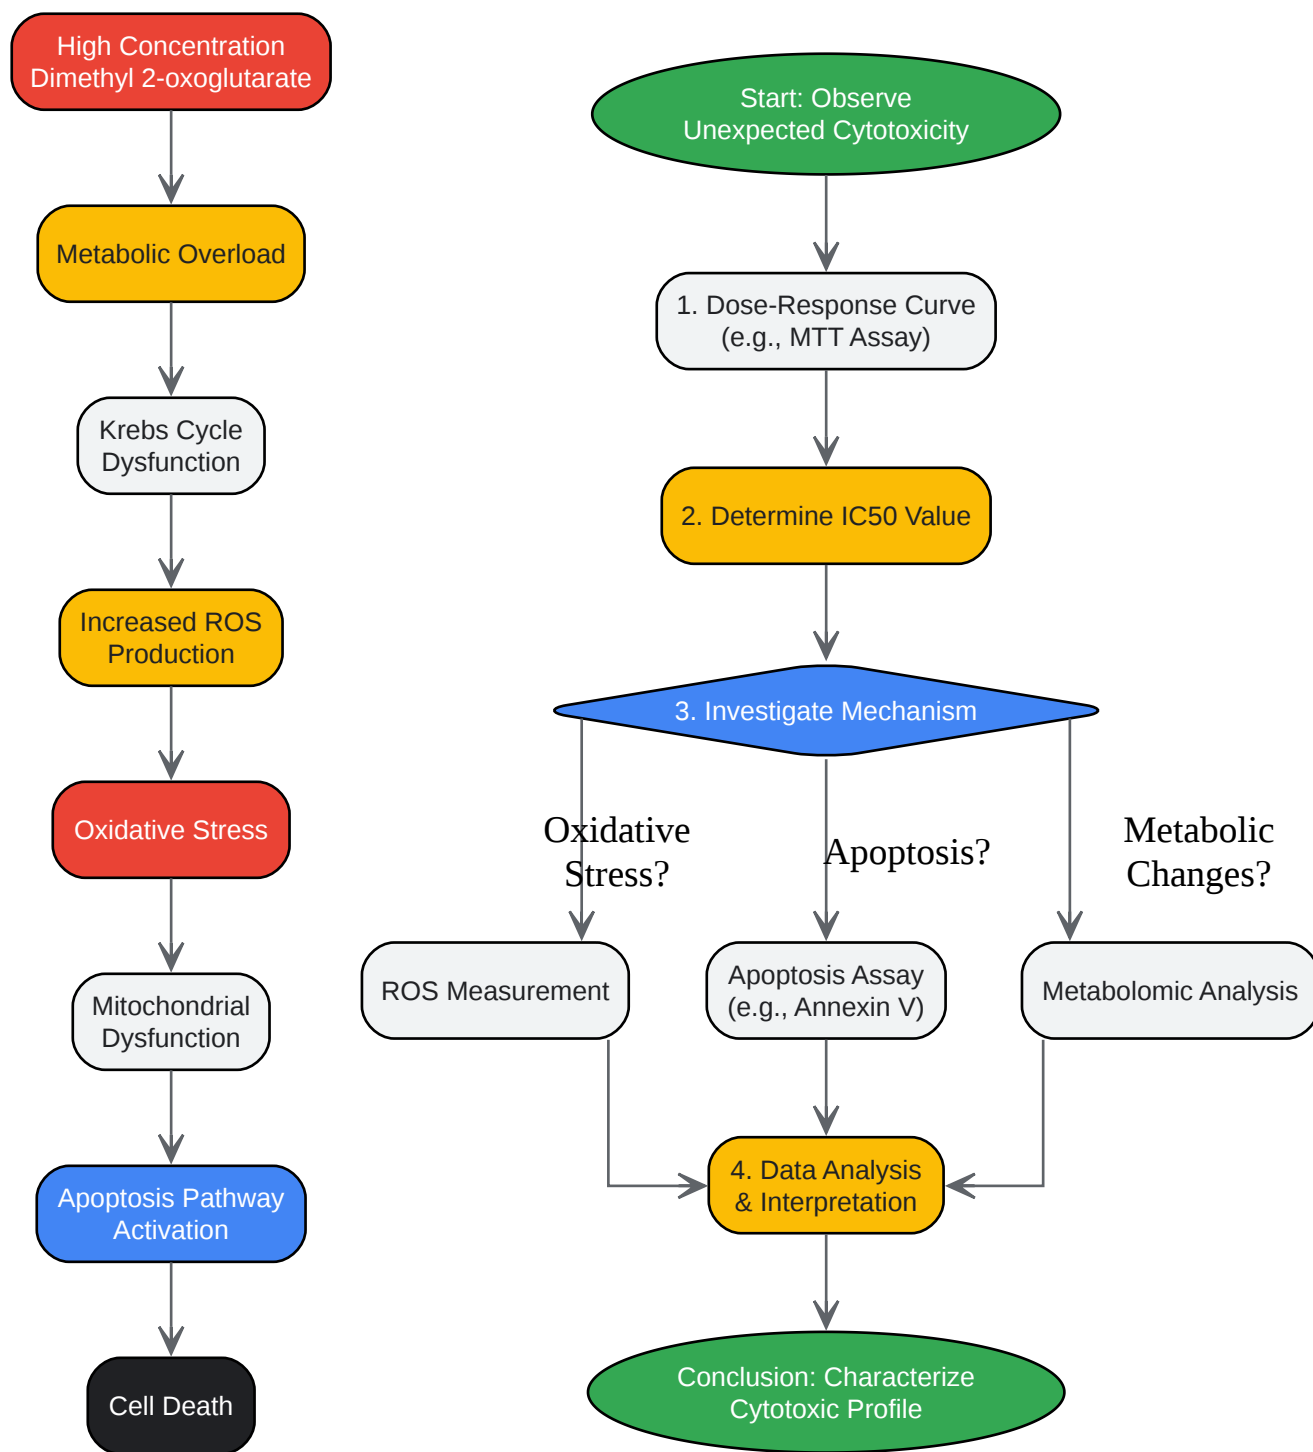 High Concentration
Dimethyl 2-oxoglutarate
Metabolic Overload
Krebs Cycle
Dysfunction
Increased ROS
Production
Oxidative Stress
Mitochondrial
Dysfunction
Apoptosis Pathway
Activation
Cell Death
Start: Observe
Unexpected Cytotoxicity
1. Dose-Response Curve
(e.g., MTT Assay)
2. Determine IC50 Value
3. Investigate Mechanism
Oxidative
Stress?
Apoptosis?
Metabolic
Changes?
ROS Measurement
Apoptosis Assay
(e.g., Annexin V)
Metabolomic Analysis
4. Data Analysis
& Interpretation
Conclusion: Characterize
Cytotoxic Profile